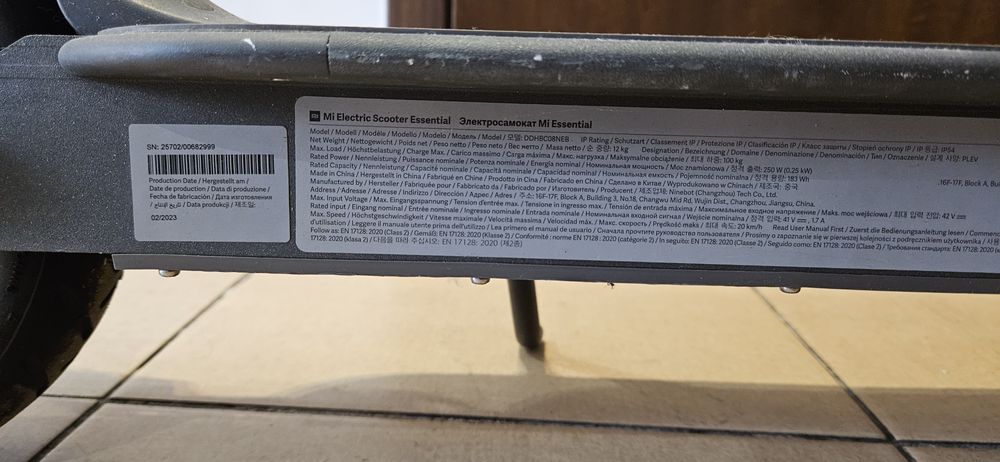 SN: 25702/00682999
Production Date / Hergestellt am /
Date de production / Data di produzione /
Fecha de fabricación / Дата изготовления
/ تاريخ الإنتاج / Data produkcji / 제조일:
02/2023
Mi Electric Scooter Essential Электросамокат Mi Essential
Model / Modell / Modèle / Modello / Modelo / Модель / Model / 모델: DDHBC08NEB IP Rating / Schutzart / Classement IP / Protezione IP / Clasificación IP / Класс защиты / Stopień ochrony IP / IP 등급: IP54
Net Weight / Nettogewicht / Poids net / Peso netto / Peso neto / Вес нетто / Masa netto / 순 중량: 12 kg Designation / Bezeichnung / Domaine / Denominazione / Denominación / Тип / Oznaczenie / 설계 사양: PLEV
Max. Load / Höchstbelastung / Charge Max. / Carico massimo / Carga máxima / Макс. нагрузка / Maksymalne obciążenie / 최대 하중: 100 kg
Rated Power / Nennleistung / Puissance nominale / Potenza nominale / Potencia nominal / Номинальная мощность / Moc znamionowa / 정격 출력: 250 W (0.25 kW)
Rated Capacity / Nennleistung / Capacité nominale / Capacità nominale / Capacidad nominal / Номинальная емкость / Pojemność nominalna / 정격 용량: 183 Wh
Made in China / Hergestellt in China / Fabriqué en Chine / Prodotto in Cina / Fabricado en China / Сделано в Китае / Wyprodukowano w Chinach / 제조국: 중국
Manufactured by / Hersteller / Fabriquée pour / Fabbricato da / Fabricado por / Изготовитель / Producent / 제조업체: Ninebot (Changzhou) Tech Co., Ltd.
Address / Adresse / Adresse / Indirizzo / Dirección / Адрес / Adres / 주소: 16F-17F, Block A, Building 3, No.18, Changwu Mid Rd, Wujin Dist., Changzhou, Jiangsu, China.
16F-17F, Block A, Bu
Max. Input Voltage / Max. Eingangsspannung / Tension d'entrée max. / Tensione in ingresso max. / Tensión de entrada máxima / Максимальное входное напряжение / Maks. moc wejściowa / 최대 입력 전압: 42 V
Rated input / Eingang nominal / Entrée nominale / Ingresso nominale / Entrada nominal / Номинальная входной сигнал / Wejście nominalne / 정격 입력: 41 V, 1.7 A
Max. Speed / Höchstgeschwindigkeit / Vitesse maximale / Velocità massima / Velocidad máx. / Макс. скорость / Prędkość maks / 최대 속도: 20 km/h Read User Manual First / Zuerst die Bedienungsanleitung lesen / Commen
d'utilisation / Leggere il manuale utente prima dell'utilizzo / Lea primero el manual de usuario / Сначала прочтите руководство пользователя / Prosimy o zapoznanie się w pierwszej kolejności z podręcznikiem użytkownika / 사용
Follow as: EN 17128: 2020 (Class 2) / Gemäß: EN 17128: 2020 (Klasse 2) / Conformité : norme EN 17128 : 2020 (catégorie 2) / In seguito: EN 17128: 2020 (Classe 2) / Según: EN 17128: 2020 (Clase 2) / Требования стандарта: EN
17128: 2020 (klasa 2) / 다음을 따라 주십시오: EN 17128: 2020 (제2종)